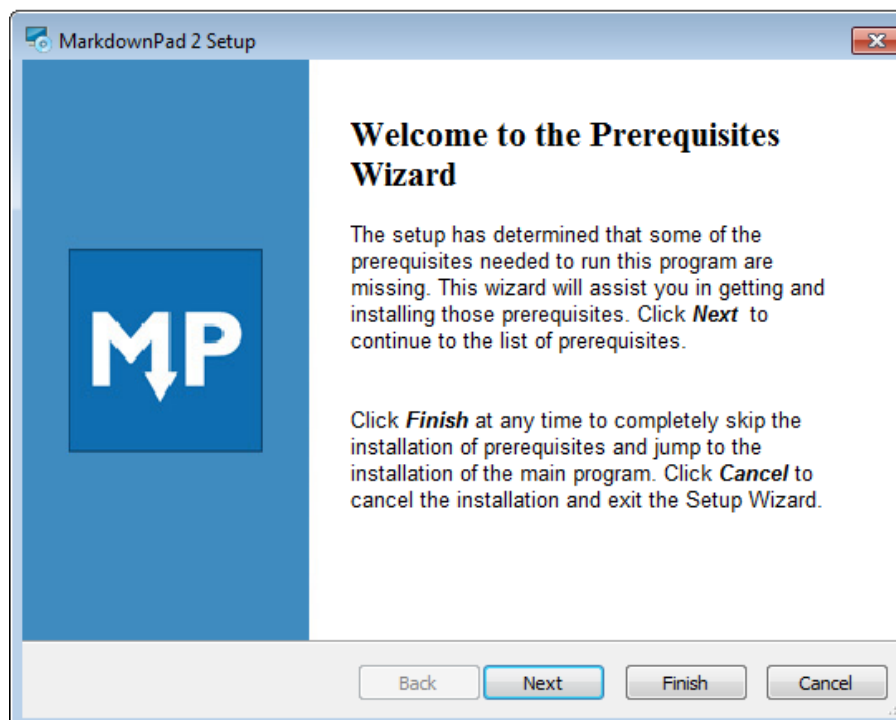 MarkdownPad 2 Setup
Welcome to the Prerequisites
Wizard
The setup has determined that some of the
prerequisites needed to run this program are
missing. This wizard will assist you in getting and
installing those prerequisites. Click Next to
continue to the list of prerequisites.
MP
Click Finish at any time to completely skip the
installation of prerequisites and jump to the
installation of the main program. Click Cancel to
cancel the installation and exit the Setup Wizard.
Back Next Finish Cancel